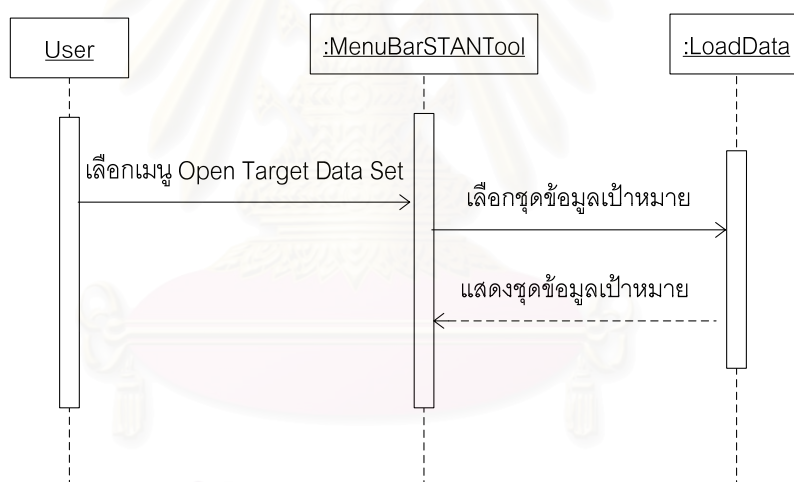 User
:MenuBarSTANTool
:LoadData
เลือกเมนู Open Target Data Set
เลือกชุดข้อมูลเป้าหมาย
แสดงชุดข้อมูลเป้าหมาย